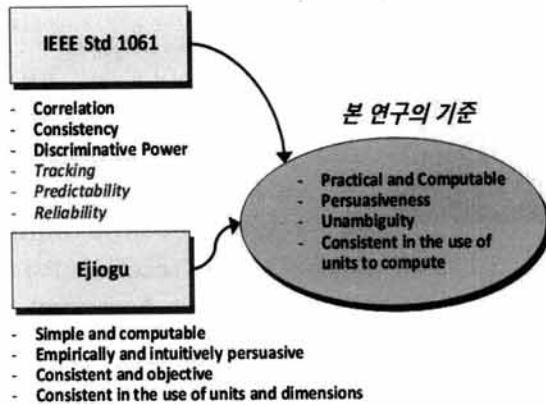 IEEE Std 1061
- Correlation
- Consistency
- Discriminative Power
- Tracking
- Predictability
- Reliability
Ejiogu
- Simple and computable
- Empirically and intuitively persuasive
- Consistent and objective
- Consistent in the use of units and dimensions
본 연구의 기준
- Practical and Computable
- Persuasiveness
- Unambiguity
- Consistent in the use of
units to compute